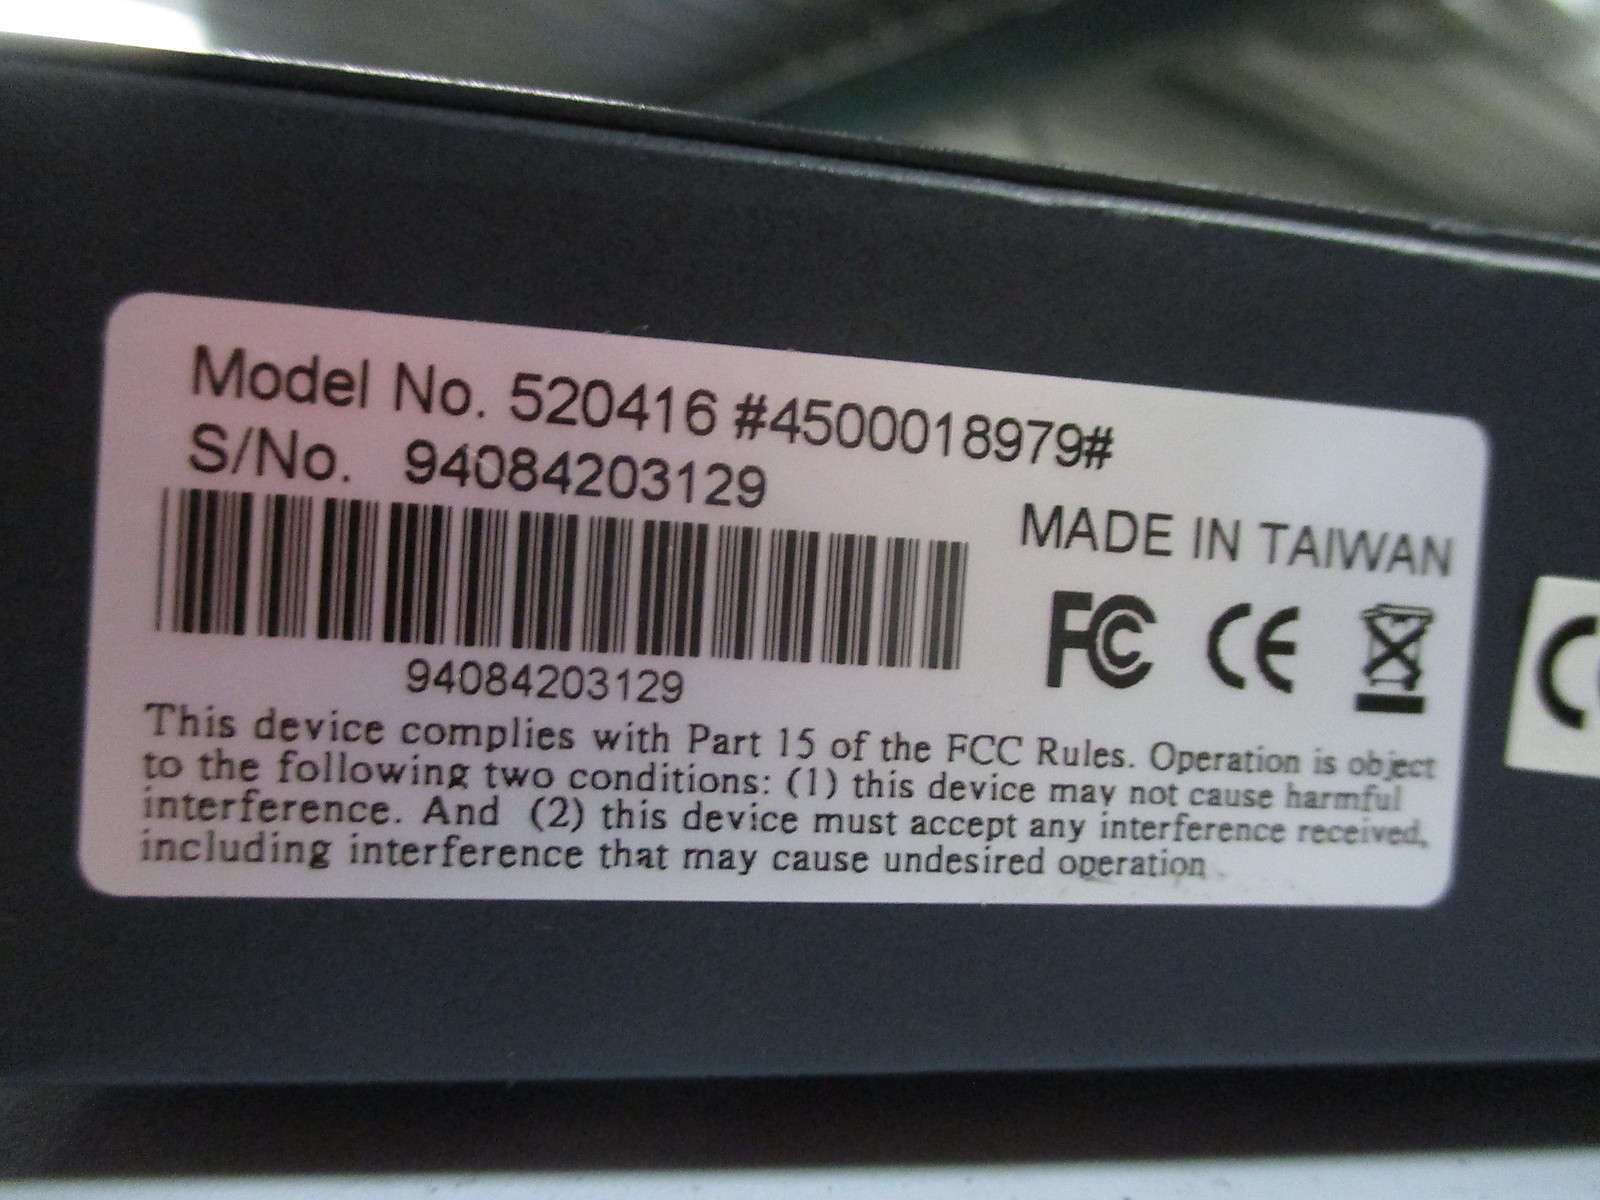 Model No. 520416 #4500018979#
S/No. 94084203129
MADE IN TAIWAN
FC CE
94084203129
This device complies with Part 15 of the FCC Rules. Operation is object
to the following two conditions: (1) this device may not cause harmful
interference. And (2) this device must accept any interference received,
including interference that may cause undesired operation